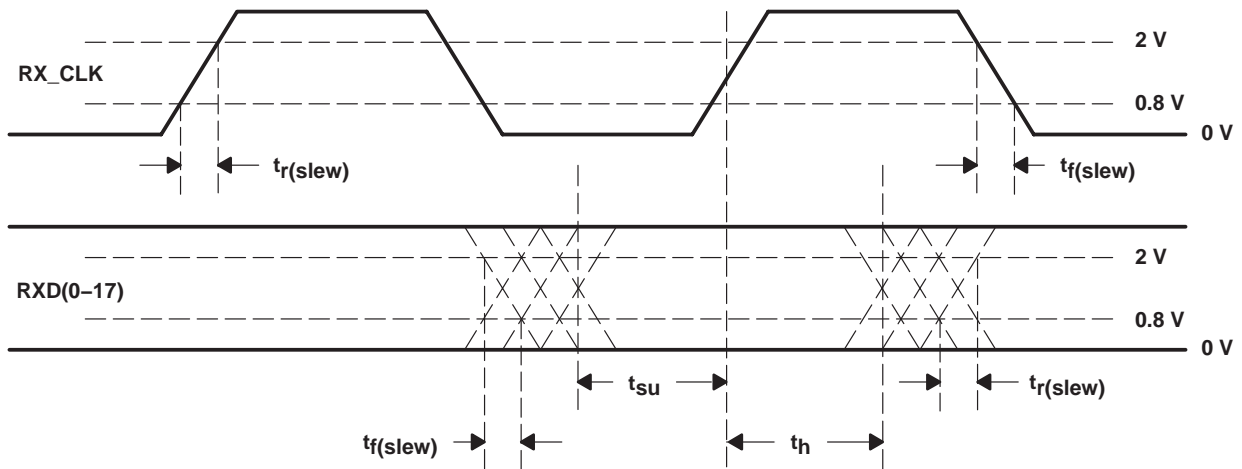 2 V
RX_CLK
0.8 V
0 V
tr(slew)
tf(slew)
2 V
RXD(0–17)
0.8 V
0 V
tsu
tr(slew)
tf(slew)
th